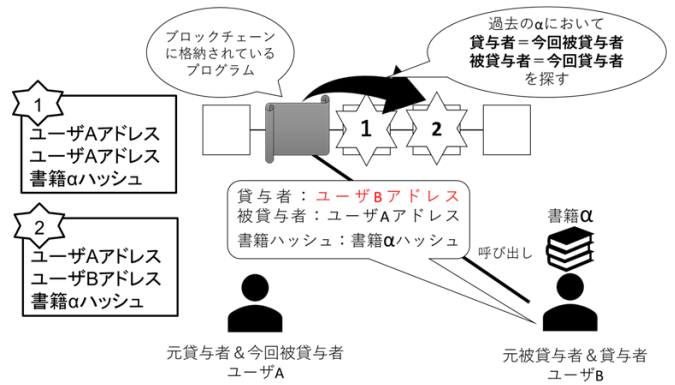 ブロックチェーン
に格納されている
プログラム
過去のαにおいて
貸与者＝今回被貸与者
被貸与者＝今回貸与者
を探す
1
ユーザAアドレス
ユーザAアドレス
書籍αハッシュ
1
2
2
ユーザAアドレス
ユーザBアドレス
書籍αハッシュ
貸与者：ユーザBアドレス
被貸与者：ユーザAアドレス
書籍ハッシュ：書籍αハッシュ
書籍α
呼び出し
元貸与者＆今回被貸与者
ユーザA
元被貸与者＆貸与者
ユーザB